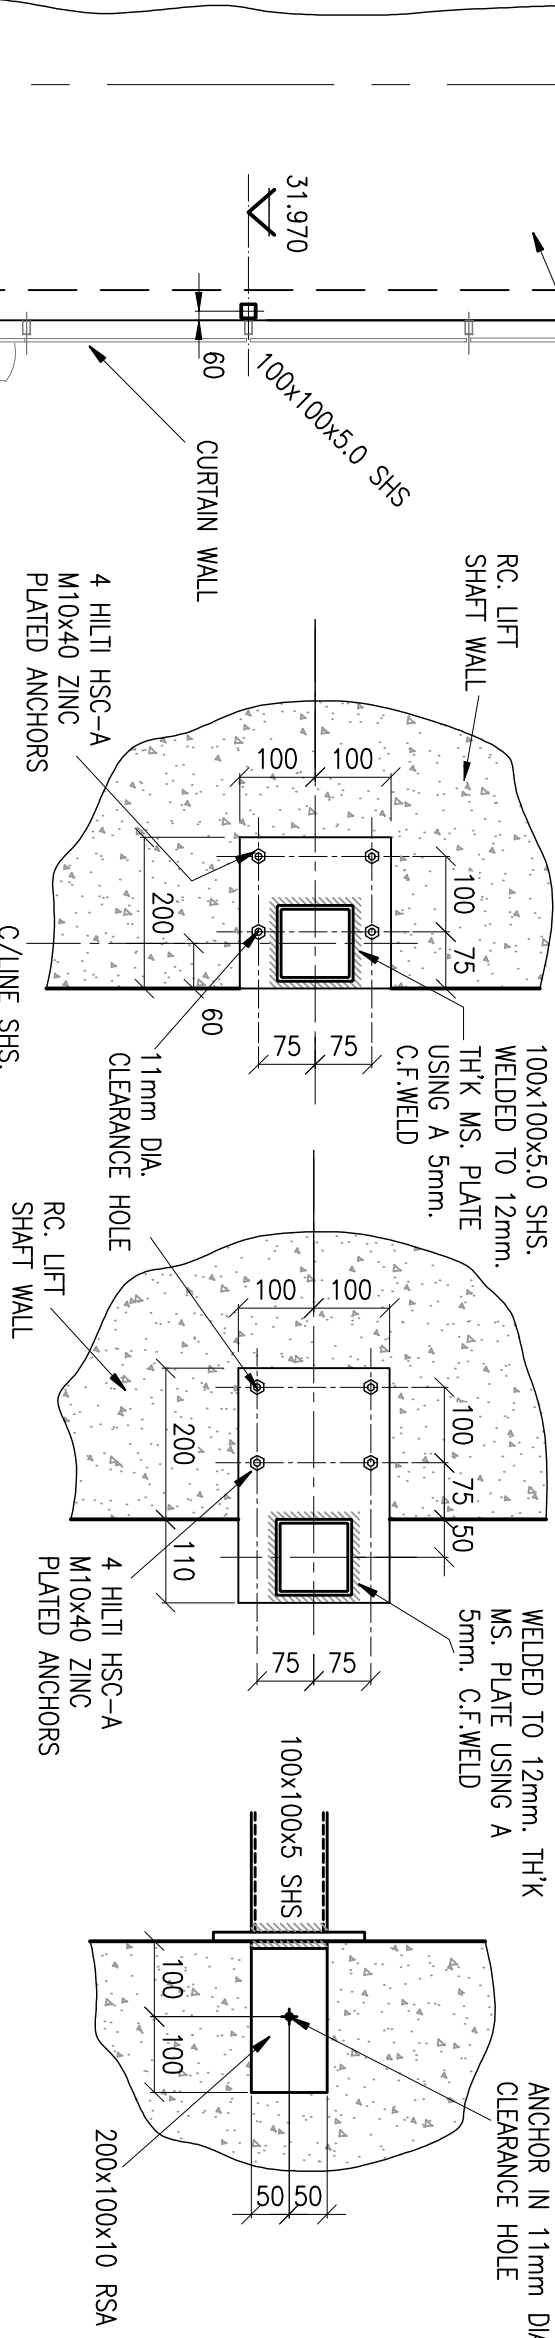 31.970
60
100x100x5.0 SHS
CURTAIN WALL
RC. LIFT
SHAFT WALL
4 HILTI HSC-A
M10x40 ZINC
PLATED ANCHORS
100
100
200
60
100
75
75
75
C/LINE SHS.
11mm DIA.
CLEARANCE HOLE
100x100x5.0 SHS.
WELDED TO 12mm.
TH'K MS. PLATE
USING A 5mm.
C.F.WELD
RC. LIFT
SHAFT WALL
100
100
200
110
100
75
50
75
75
4 HILTI HSC-A
M10x40 ZINC
PLATED ANCHORS
WELDED TO 12mm. TH'K
MS. PLATE USING A
5mm. C.F.WELD
100x100x5 SHS
100
100
50
50
200x100x10 RSA
ANCHOR IN 11mm DIA
CLEARANCE HOLE